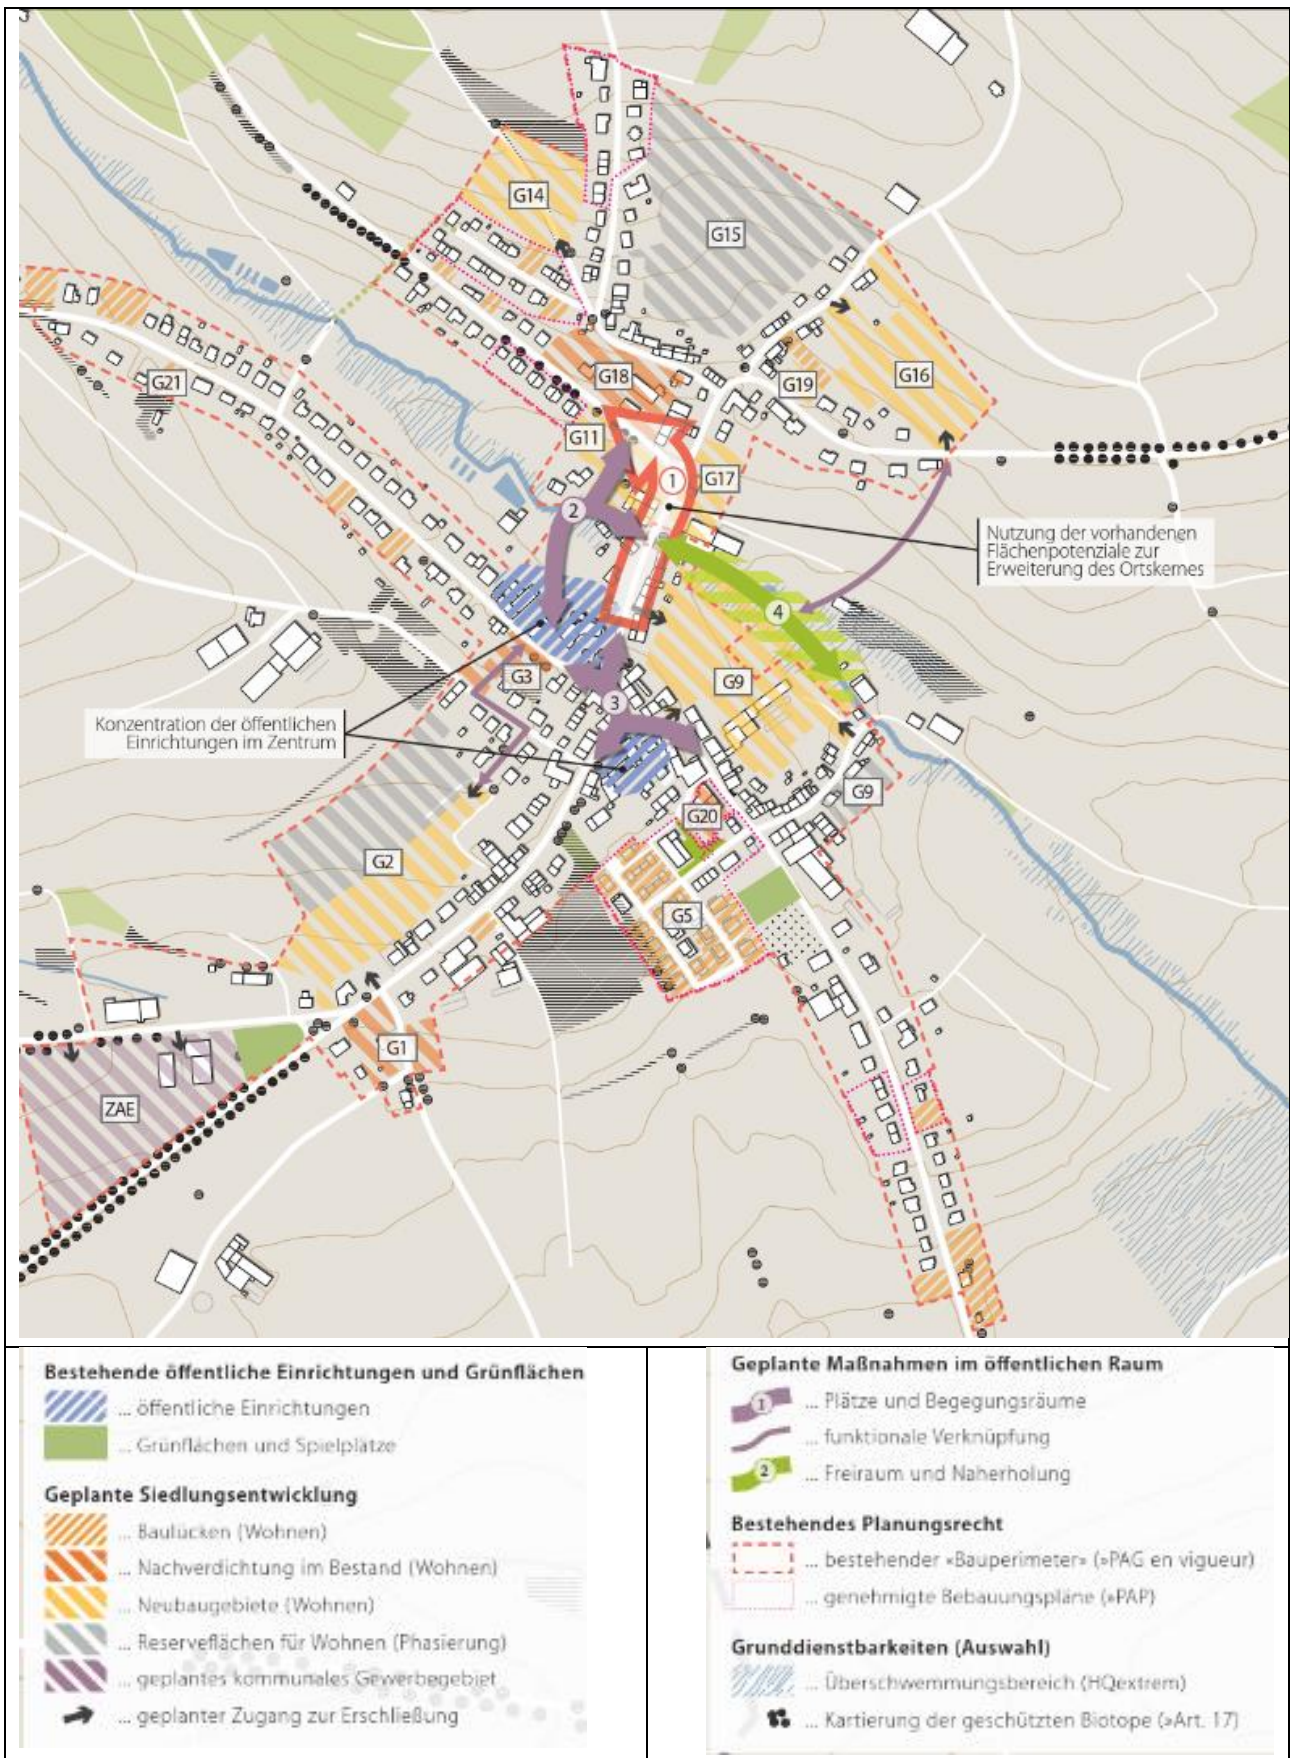 G14
G15
G21
G18
G19
G16
G11
G17
1
2
Nutzung der vorhandenen
Flächenpotenziale zur
Erweiterung des Ortskernes
4
G3
G9
3
Konzentration der öffentlichen
Einrichtungen im Zentrum
G9
G20
G2
G5
G1
ZAE
Bestehende öffentliche Einrichtungen und Grünflächen
... öffentliche Einrichtungen
... Grünflächen und Spielplätze
Geplante Siedlungsentwicklung
... Baulücken (Wohnen)
... Nachverdichtung im Bestand (Wohnen)
... Neubaugebiete (Wohnen)
... Reserveflächen für Wohnen (Phasierung)
... geplantes kommunales Gewerbegebiet
... geplanter Zugang zur Erschließung
Geplante Maßnahmen im öffentlichen Raum
1 ... Plätze und Begegungsräume
... funktionale Verknüpfung
2 ... Freiraum und Naherholung
Bestehendes Planungsrecht
... bestehender «Bauperimeter» (»PAG en vigueur)
... genehmigte Bebauungspläne (»PAP)
Grunddienstbarkeiten (Auswahl)
... Überschwemmungsbereich (HQextrem)
... Kartierung der geschützten Biotope (»Art. 17)